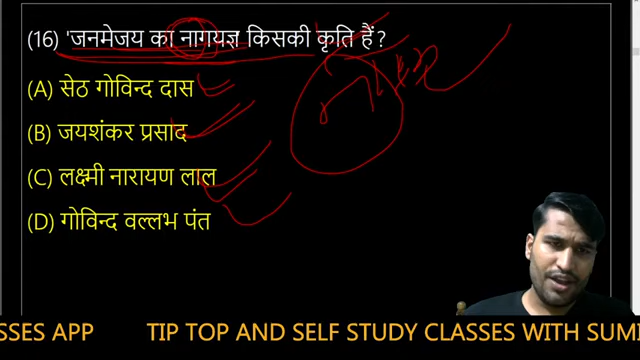 (16) 'जनमेजय का नागयज्ञ किसकी कृति हैं?
(A) सेठ गोविन्द दास
(B) जयशंकर प्रसाद
(C) लक्ष्मी नारायण लाल
(D) गोविन्द वल्लभ पंत
SSES APP TIP TOP AND SELF STUDY CLASSES WITH SUMI